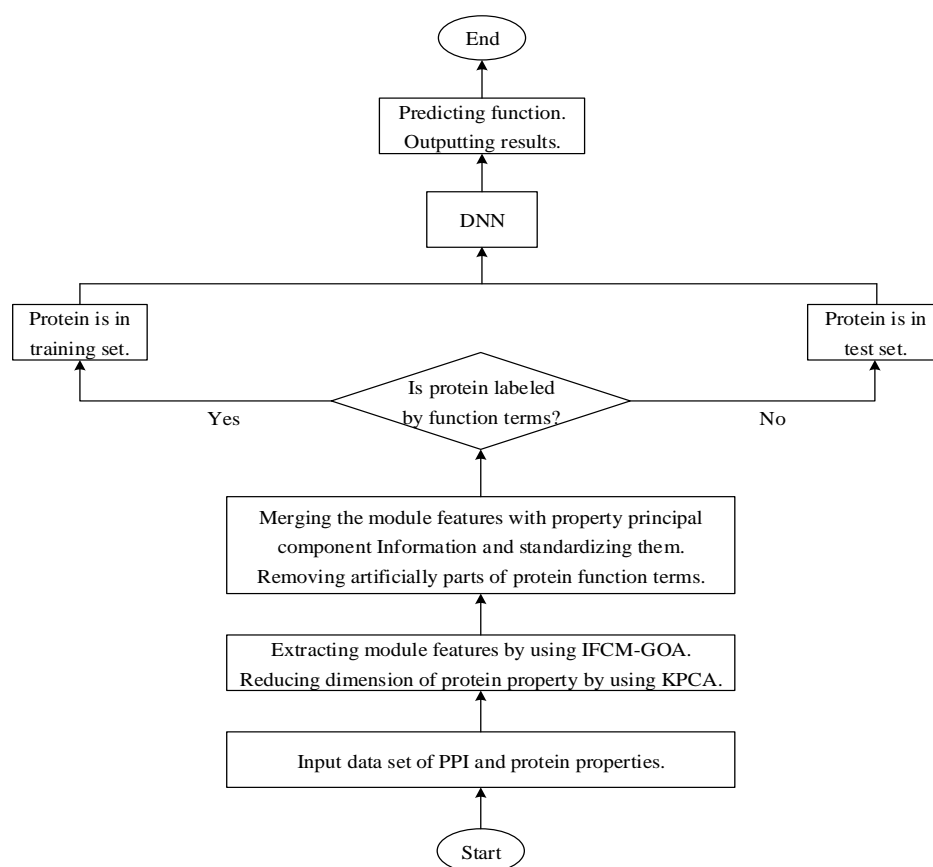 End
Predicting function.
Outputting results.
DNN
Protein is in
training set.
Protein is in
test set.
Is protein labeled
by function terms?
Yes
No
Merging the module features with property principal
component Information and standardizing them.
Removing artificially parts of protein function terms.
Extracting module features by using IFCM-GOA.
Reducing dimension of protein property by using KPCA.
Input data set of PPI and protein properties.
Start